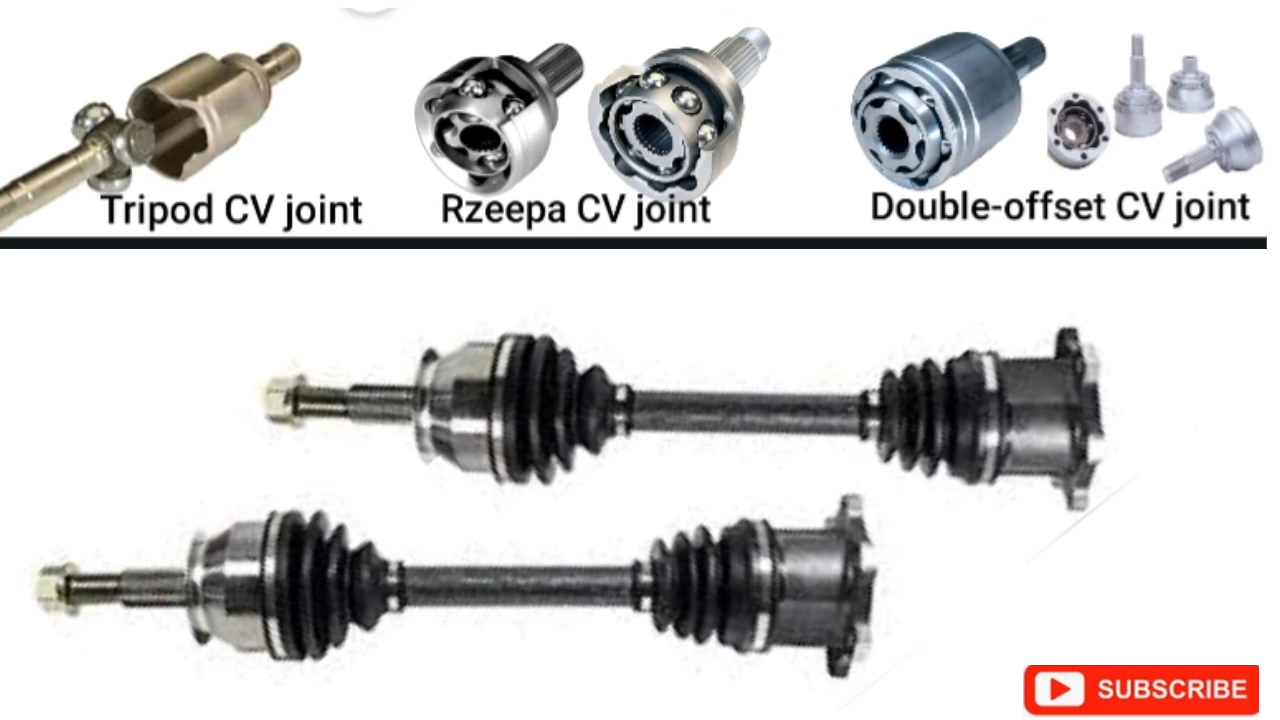 Tripod CV joint
Rzeepa CV joint
Double-offset CV joint
SUBSCRIBE